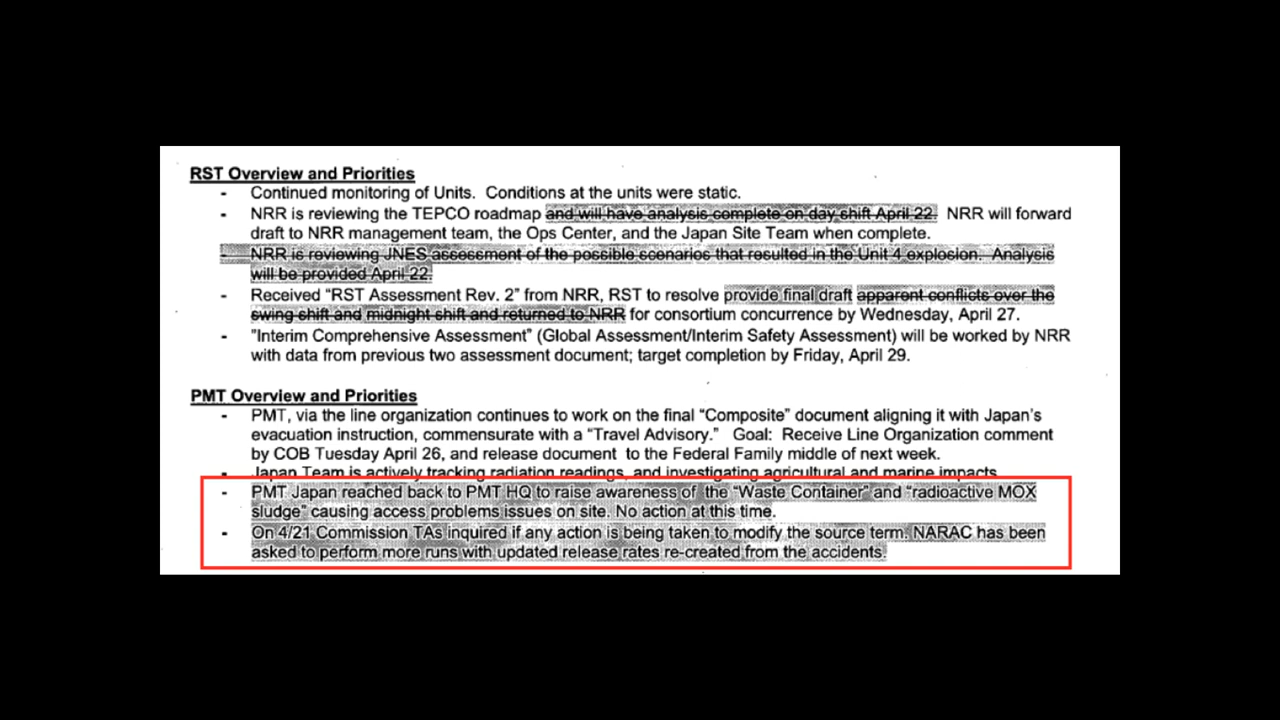 RST Overview and Priorities
- Continued monitoring of Units. Conditions at the units were static.
- NRR is reviewing the TEPCO roadmap and will have analysis complete on day shift April 22. NRR will forward
draft to NRR management team, the Ops Center, and the Japan Site Team when complete.
- NRR is reviewing JNES assessment of the possible scenarios that resulted in the Unit 4 explosion. Analysis
will be provided April 22.
- Received “RST Assessment Rev. 2” from NRR, RST to resolve provide final draft apparent conflicts over the
swing shift and midnight shift and returned to NRR for consortium concurrence by Wednesday, April 27.
- "Interim Comprehensive Assessment” (Global Assessment/Interim Safety Assessment) will be worked by NRR
with data from previous two assessment document; target completion by Friday, April 29.
PMT Overview and Priorities
- PMT, via the line organization continues to work on the final “Composite” document aligning it with Japan’s
evacuation instruction, commensurate with a “Travel Advisory.” Goal: Receive Line Organization comment
by COB Tuesday April 26, and release document to the Federal Family middle of next week.
- Japan Team is actively tracking radiation readings, and investigating agricultural and marine impacts
- PMT Japan reached back to PMT HQ to raise awareness of the “Waste Container” and “radioactive MOX
sludge” causing access problems issues on site. No action at this time.
- On 4/21 Commission TAs inquired if any action is being taken to modify the source term. NARAC has been
asked to perform more runs with updated release rates re-created from the accidents.